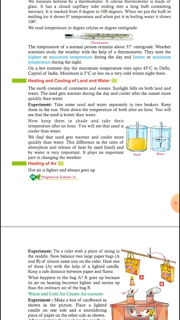 We measure hotness by a thermometer. A celcius thermometer is made of
glass. It has a closed capillary tube ending into a long bulb containing
mercury. It is marked from 0 degree to 100 degrees. When we put the bulb in
melting ice it shows 0° temperature and when put it in boiling water it shows
100°.
We read temperature in degree celcius or degree centigrade.
Thermometer
The temperature of a normal person remains about 37° centigrade. Weather
scientists study the weather with the help of a thermometer. They note the
highest or maximum temperature during the day and lowest or minimum
temperature during the night.
On a hot summer day the maximum temperature rises upto 45°C in Delhi,
Capital of India. Minimum is 5°C or less on a very cold winter night there.
Heating and Cooling of Land and Water
The earth consists of continents and oceans. Sunlight falls on both land and
water. The land gets warmer during the day and cooler after the sunset more
quickly than water.
Experiment: Take some sand and water separately in two beakers. Keep
them in the sun. Now note the temperature of both after an hour. You will
see that the sand is hotter than water.
Now keep them in shade and take their
temperature after an hour. You will see that sand is
cooler than water.
We find that sand gets warmer and cooler more
quickly than water. This difference in the rates of
absorption and release of heat by sand (land) and
by water is very important. It plays an important
part in changing the weather.
Sand
Water
Heating of Air
Hot air is lighter and always goes up.
Experiment: Tie a ruler with a piece of string in
the middle. Now balance two large paper bags (A
and B) of almost same size on the ruler. Heat one
of these (A) with the help of a lighted candle.
Keep a safe distance between paper and flame.
What happens to the bag A? It goes up because
its air on heating becomes lighter and moves up
than the ordinary air of the bag B.
Warm and Cold Air Create Air-currents
Experiment: Make a box of cardboard as
shown in the picture. Place a lighted
candle on one side and a smouldering
piece of paper on the other side as shown.
A
B